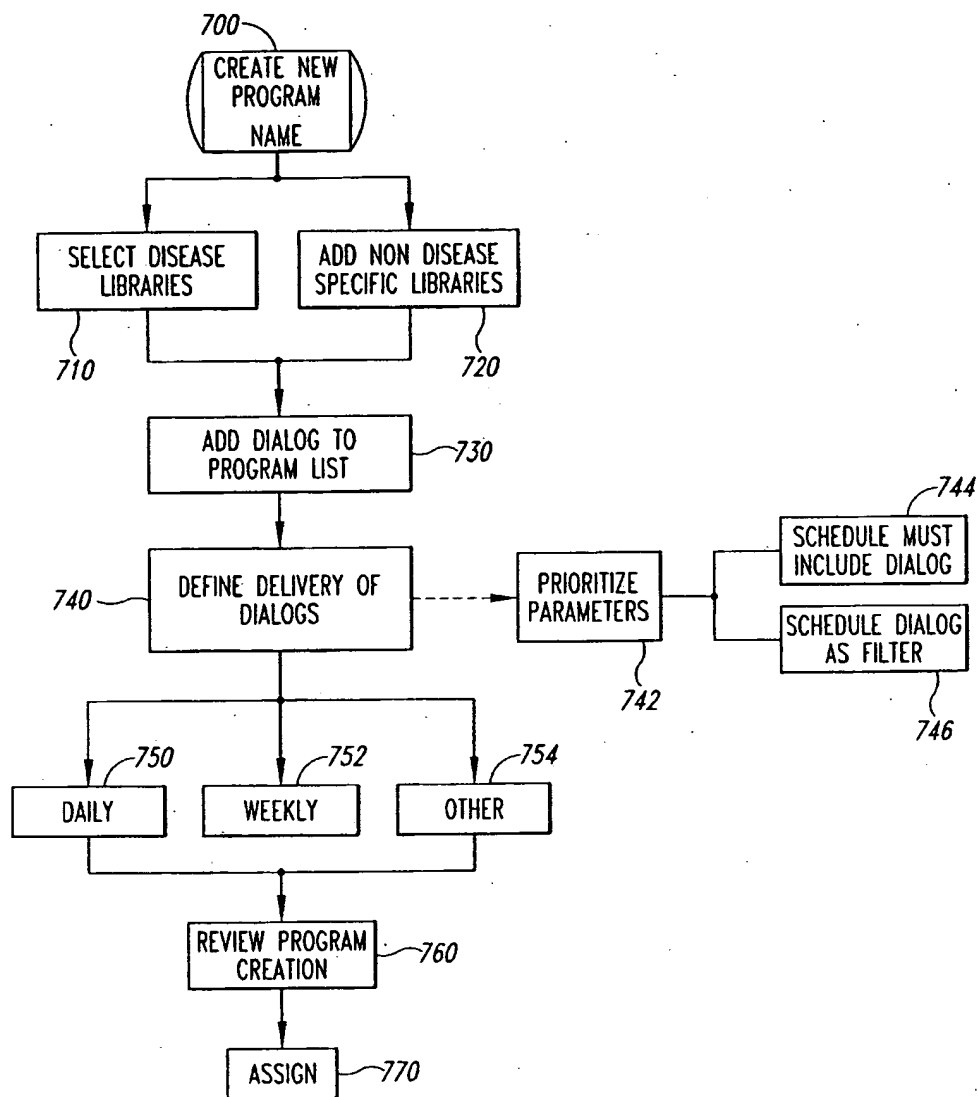 700
CREATE NEW
PROGRAM
NAME
SELECT DISEASE
LIBRARIES
710
ADD NON DISEASE
SPECIFIC LIBRARIES
720
ADD DIALOG TO
PROGRAM LIST
730
740
DEFINE DELIVERY OF
DIALOGS
PRIORITIZE
PARAMETERS
742
744
SCHEDULE MUST
INCLUDE DIALOG
SCHEDULE DIALOG
AS FILTER
746
750
DAILY
752
WEEKLY
754
OTHER
REVIEW PROGRAM
CREATION
760
ASSIGN
770